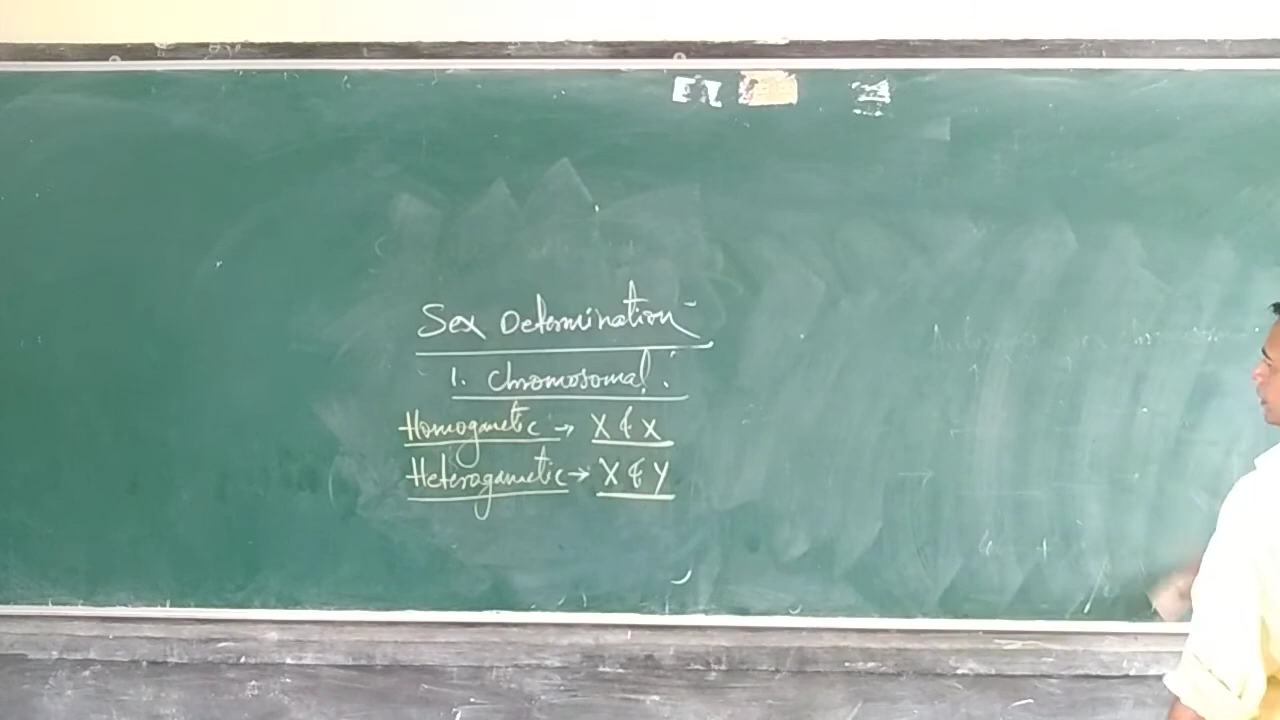 Sex Determination-
1. Chromosomal:
Homogametic → X & X
Heterogametic → X & Y